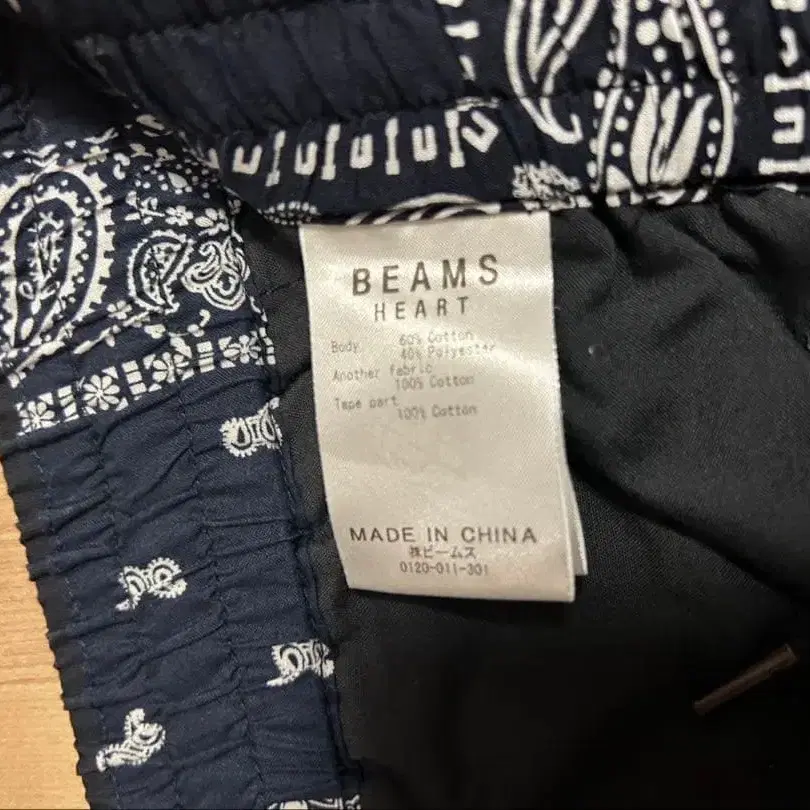 BEAMS
HEART
Body 60% Cotton
40% Polyester
Another fabric
100% Cotton
Tape part
100% Cotton
MADE IN CHINA
㈱ビームス
0120-011-301